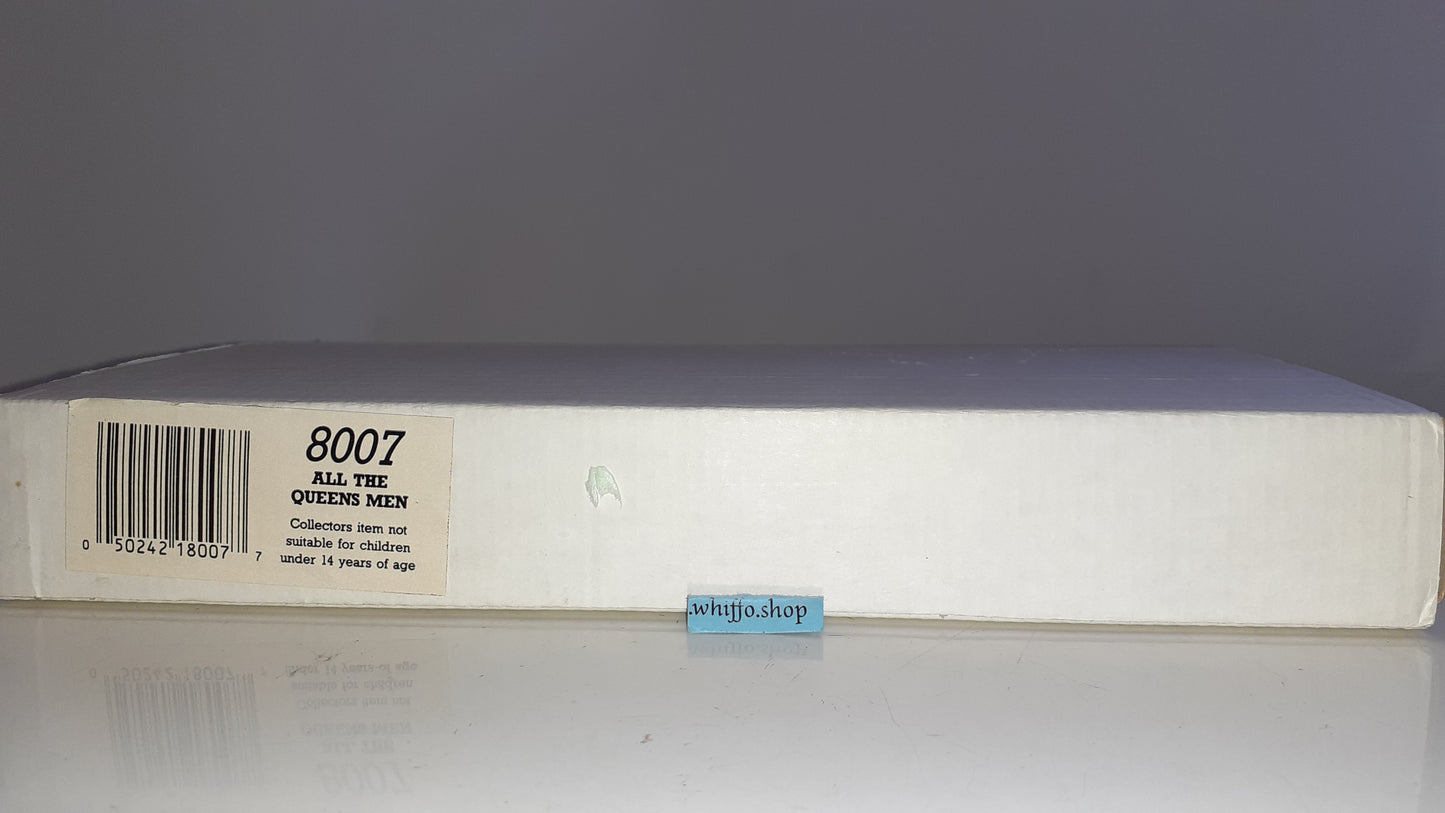 8007
ALL THE
QUEENS MEN
Collectors item not
suitable for children
under 14 years of age
0 50242 18007 7
.whiffo.shop